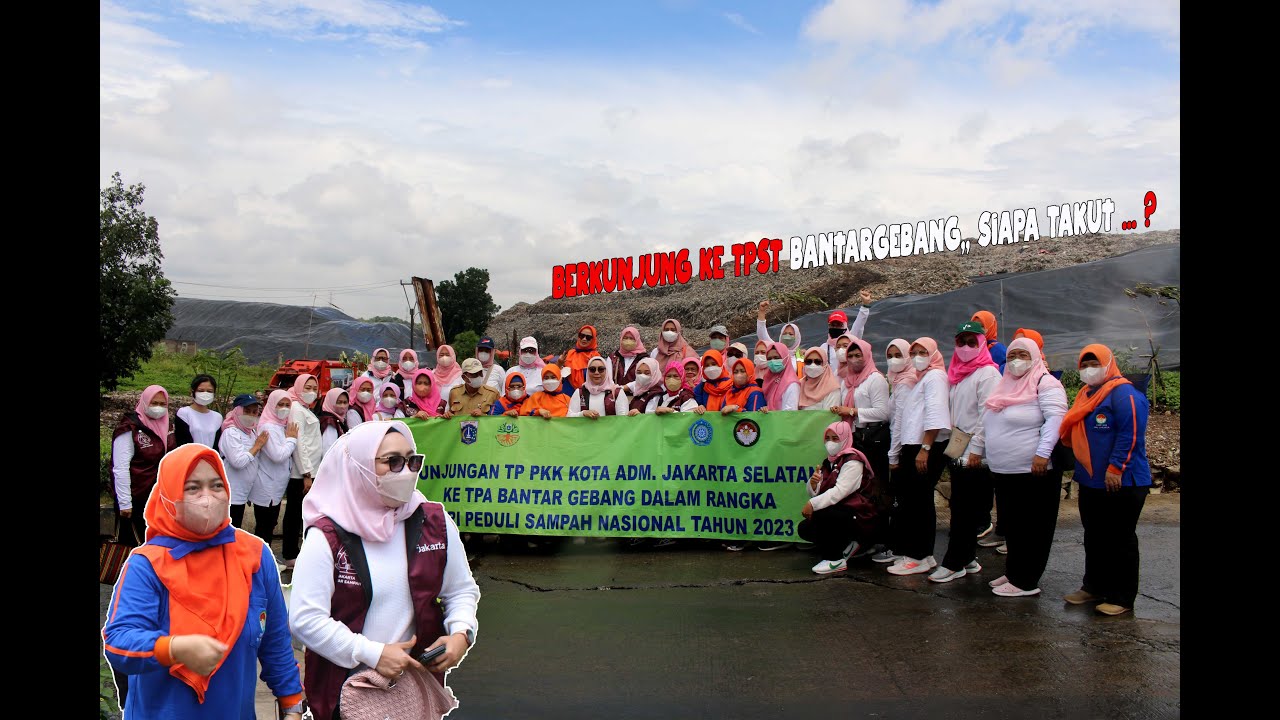 BERKUNJUNG KE TPST BANTARGEBANG,, SIAPA TAKUT ... ?
UNJUNGAN TP PKK KOTA ADM. JAKARTA SELATAN
KE TPA BANTAR GEBANG DALAM RANGKA
RI PEDULI SAMPAH NASIONAL TAHUN 2023
Jakarta